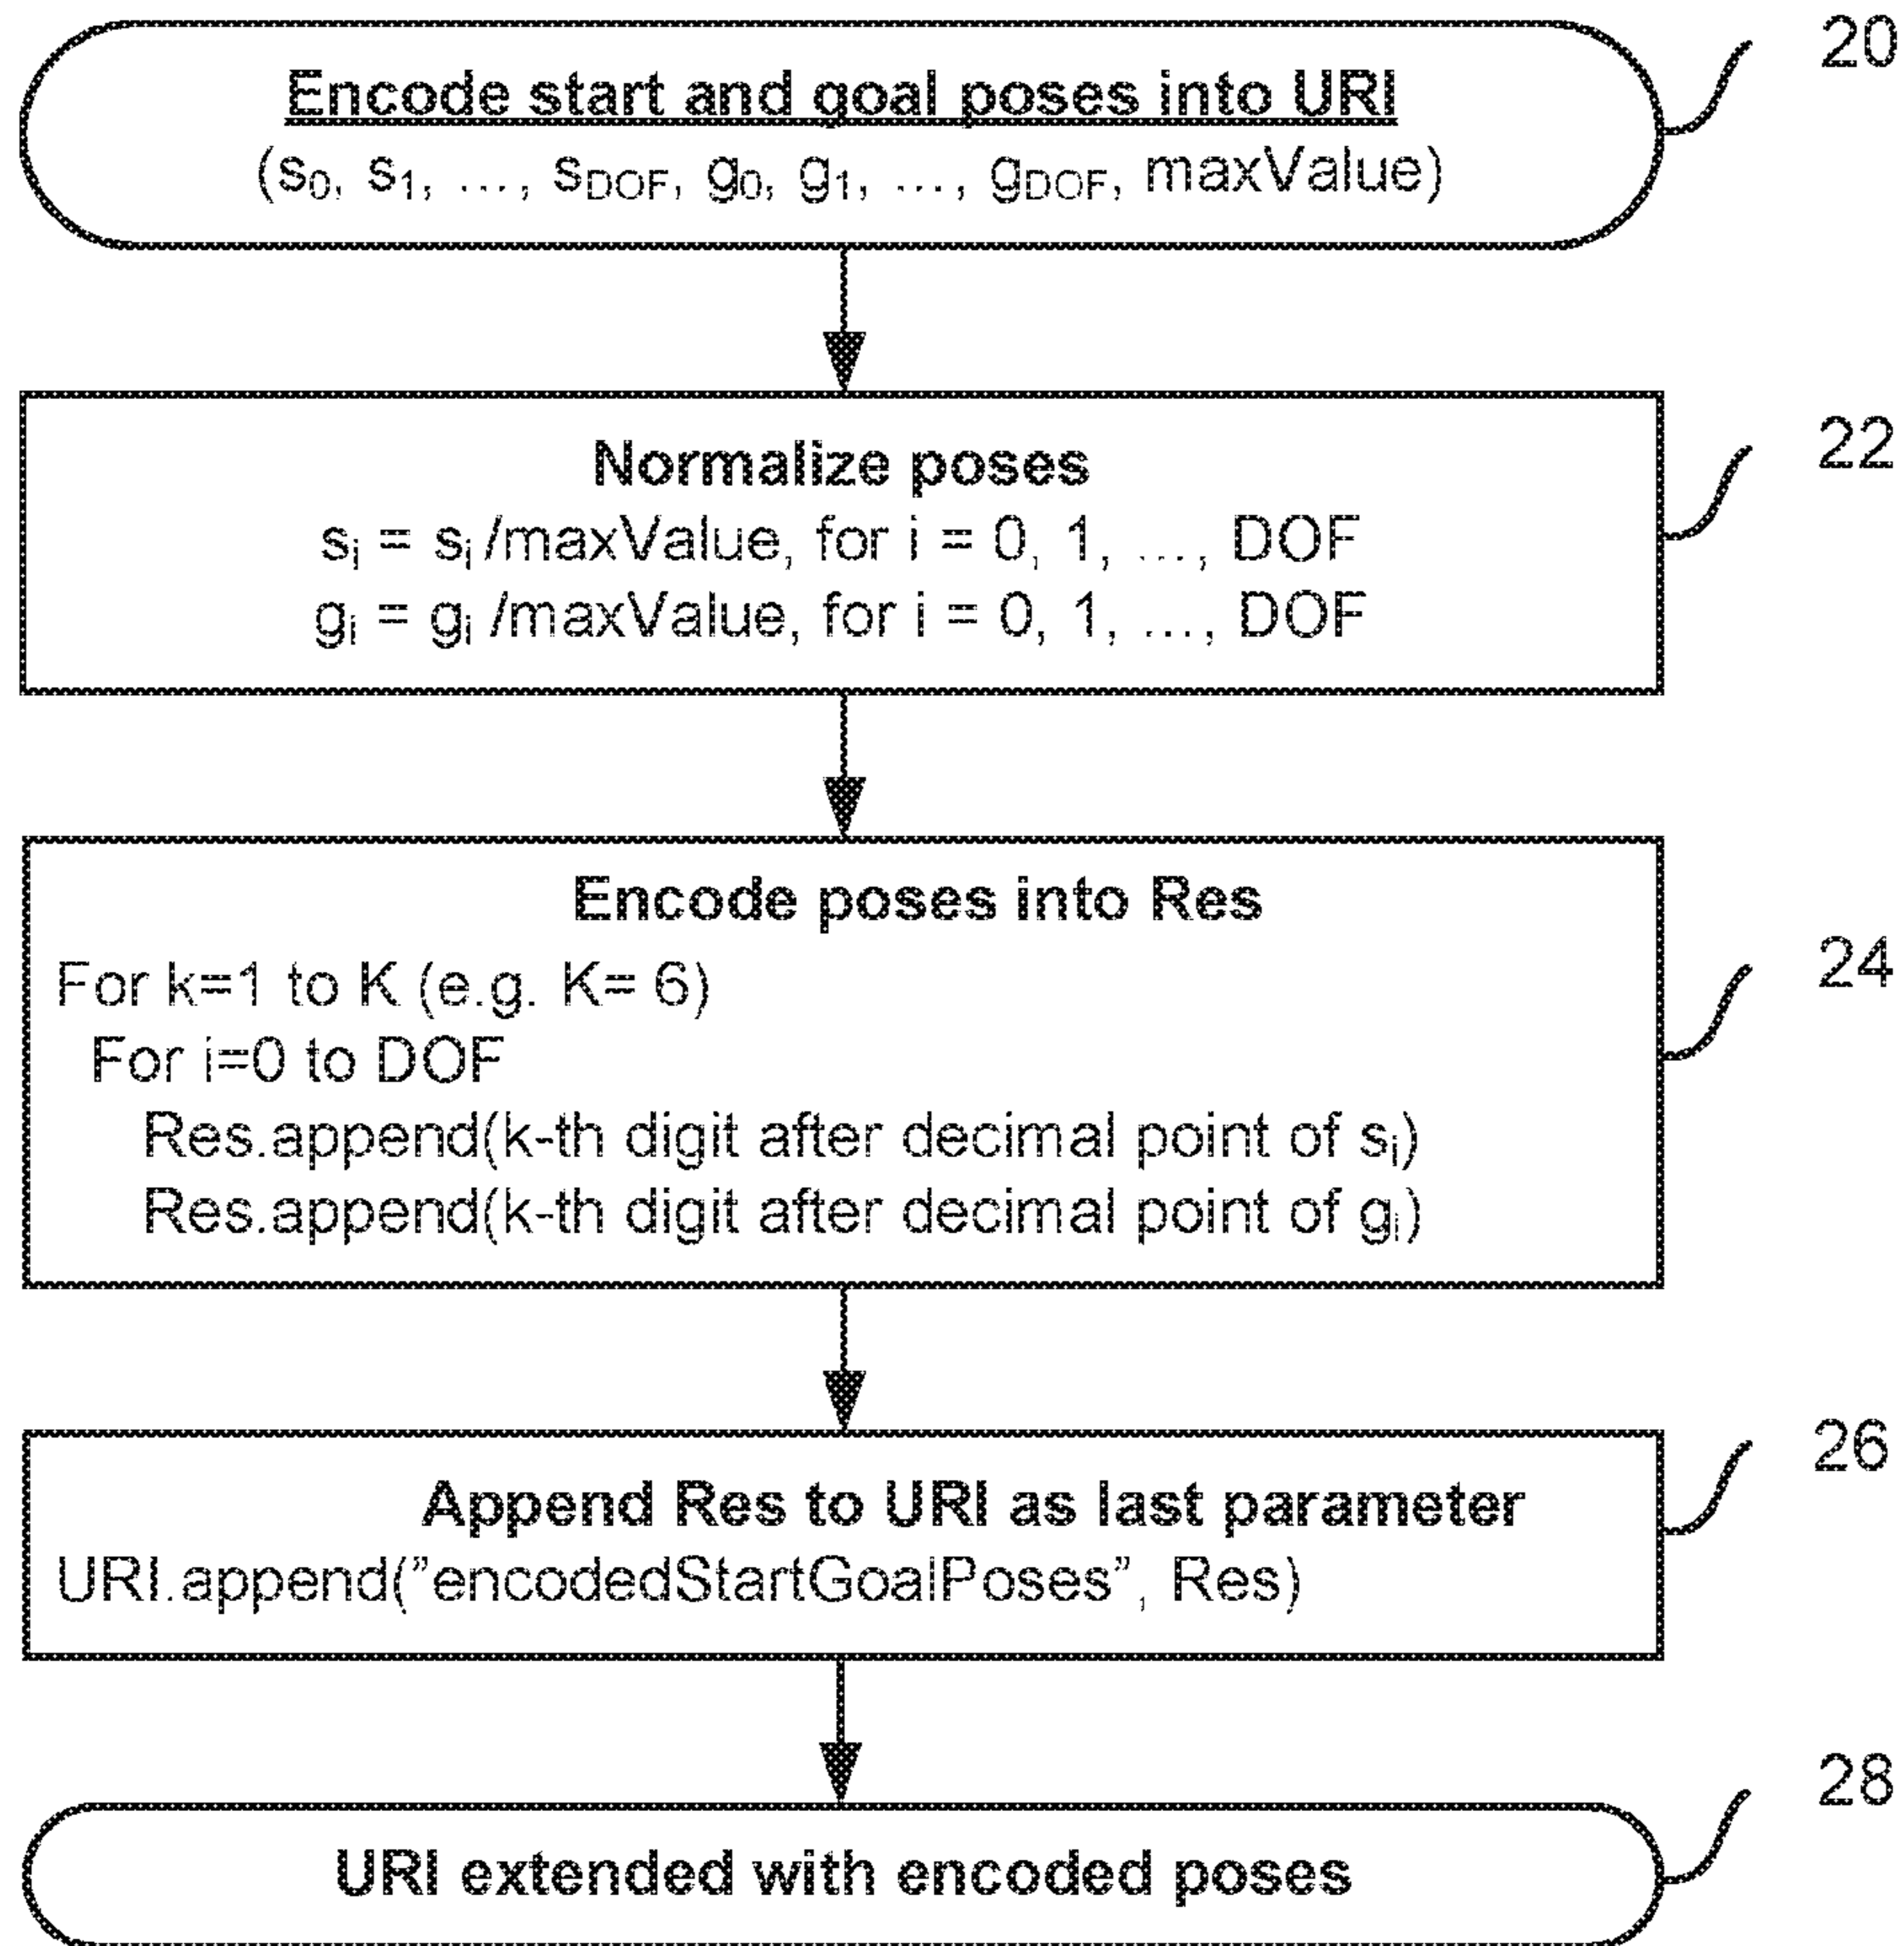 Encode start and goal poses into URI
(s₀, s₁, ..., s_DOF, g₀, g₁, ..., g_DOF, maxValue)
20
Normalize poses
sᵢ = sᵢ /maxValue, for i = 0, 1, ..., DOF
gᵢ = gᵢ /maxValue, for i = 0, 1, ..., DOF
22
Encode poses into Res
For k=1 to K (e.g. K= 6)
For i=0 to DOF
Res.append(k-th digit after decimal point of sᵢ)
Res.append(k-th digit after decimal point of gᵢ)
24
Append Res to URI as last parameter
URI.append(”encodedStartGoalPoses”, Res)
26
URI extended with encoded poses
28